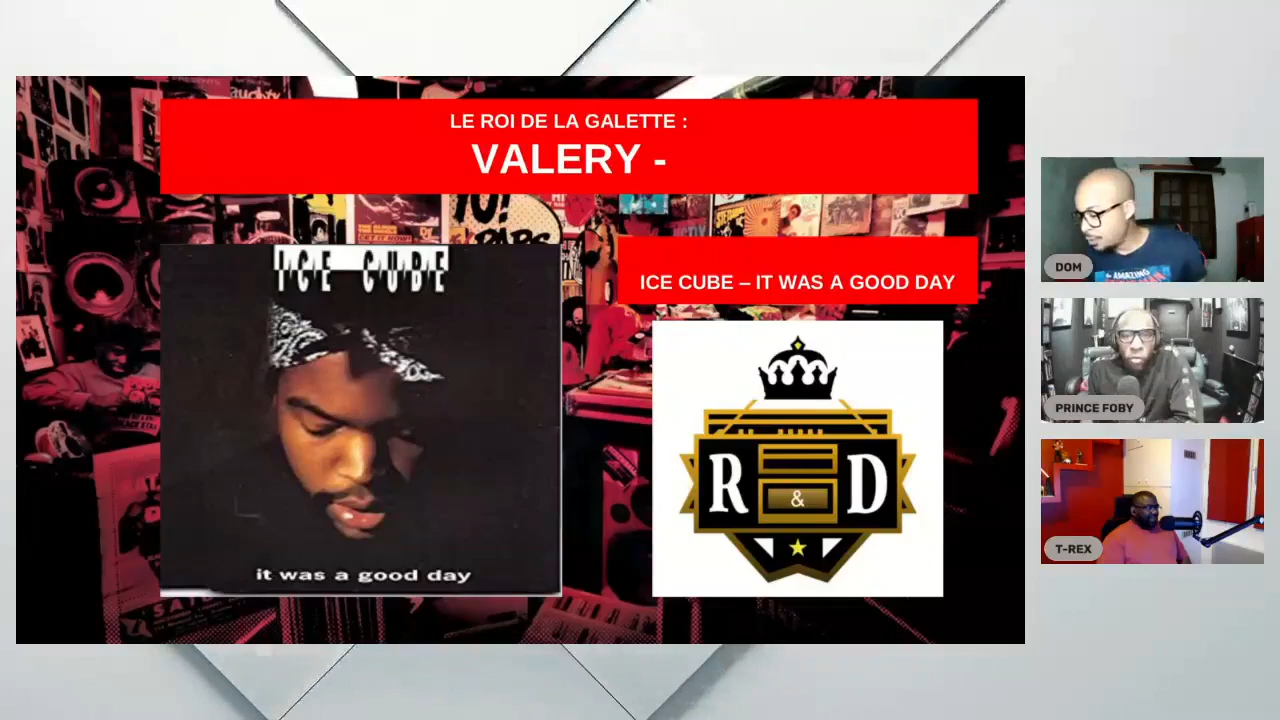 LE ROI DE LA GALETTE :
VALERY -
ICE CUBE
ICE CUBE – IT WAS A GOOD DAY
it was a good day
R & D
DOM
AMAZING
PRINCE FOBY
T-REX